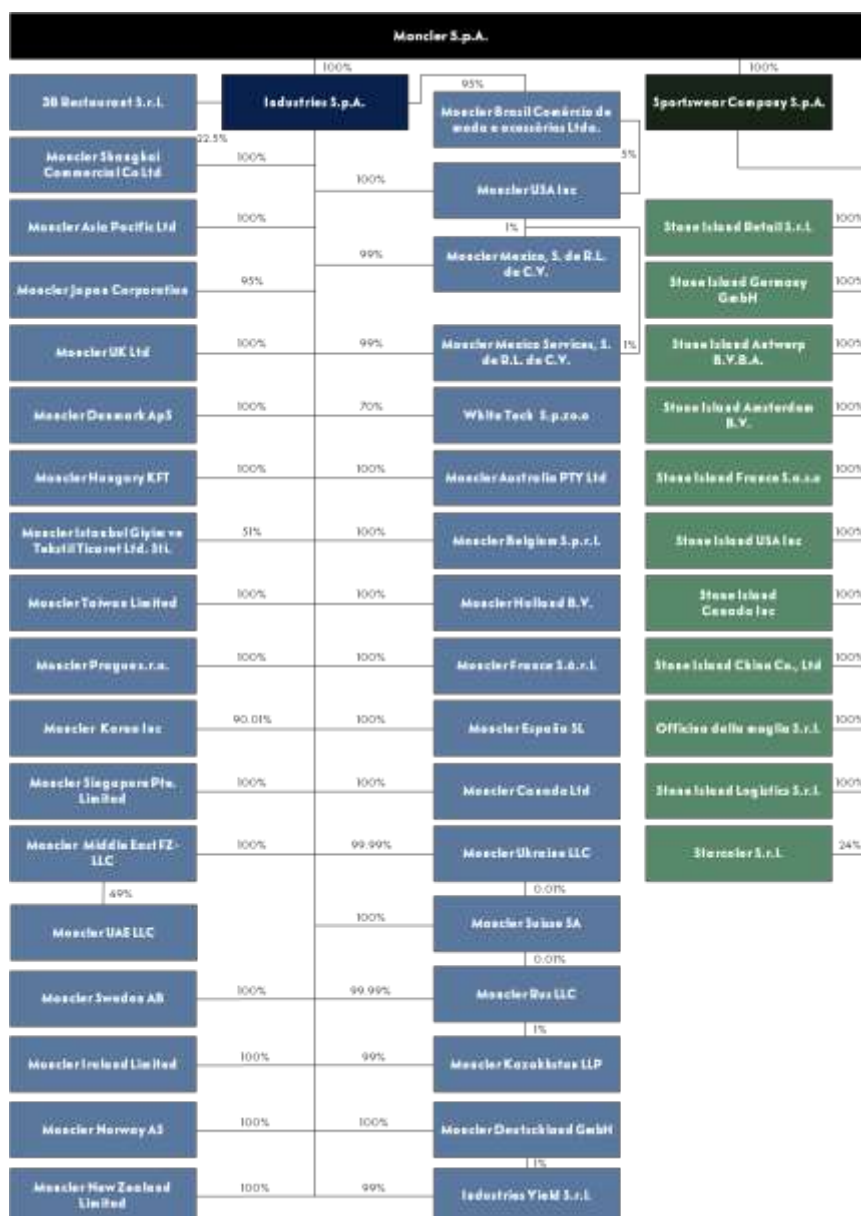 Moncler S.p.A.
100%
100%
3B Restaurant S.r.l.
Industries S.p.A.
95%
Moncler Brasil Comércio de
moda e acessórios Ltda.
Sportswear Company S.p.A.
22.5%
5%
Moncler Shanghai
Commercial Co Ltd
100%
100%
Moncler USA Inc
1%
Moncler Asia Pacific Ltd
100%
99%
Moncler Mexico, S. de R.L.
de C.V.
Stone Island Retail S.r.l.
100%
Moncler Japan Corporation
95%
Stone Island Germany
GmbH
100%
Moncler UK Ltd
100%
99%
Moncler Mexico Services, S.
de R.L. de C.V.
1%
Stone Island Antwerp
B.V.B.A.
100%
Moncler Denmark ApS
100%
70%
White Tech S.p.zo.o
Stone Island Amsterdam
B.V.
100%
Moncler Hungary KFT
100%
100%
Moncler Australia PTY Ltd
Stone Island France S.a.s.u
100%
Moncler Istanbul Giyim ve
Tekstil Ticaret Ltd. Sti.
51%
100%
Moncler Belgium S.p.r.l.
Stone Island USA Inc
100%
Moncler Taiwan Limited
100%
100%
Moncler Holland B.V.
Stone Island
Canada Inc
100%
Moncler Prague s.r.o.
100%
100%
Moncler France S.à.r.l.
Stone Island China Co., Ltd
100%
Moncler Korea Inc
90.01%
100%
Moncler España SL
Officina della maglia S.r.l.
100%
Moncler Singapore Pte.
Limited
100%
100%
Moncler Canada Ltd
Stone Island Logistics S.r.l.
100%
Moncler Middle East FZ-
LLC
100%
99.99%
Moncler Ukraine LLC
Starcolor S.r.l.
24%
49%
0.01%
Moncler UAE LLC
100%
Moncler Suisse SA
0.01%
Moncler Sweden AB
100%
99.99%
Moncler Rus LLC
1%
Moncler Ireland Limited
100%
99%
Moncler Kazakhstan LLP
Moncler Norway AS
100%
100%
Moncler Deutschland GmbH
1%
Moncler New Zealand
Limited
100%
99%
Industries Yield S.r.l.